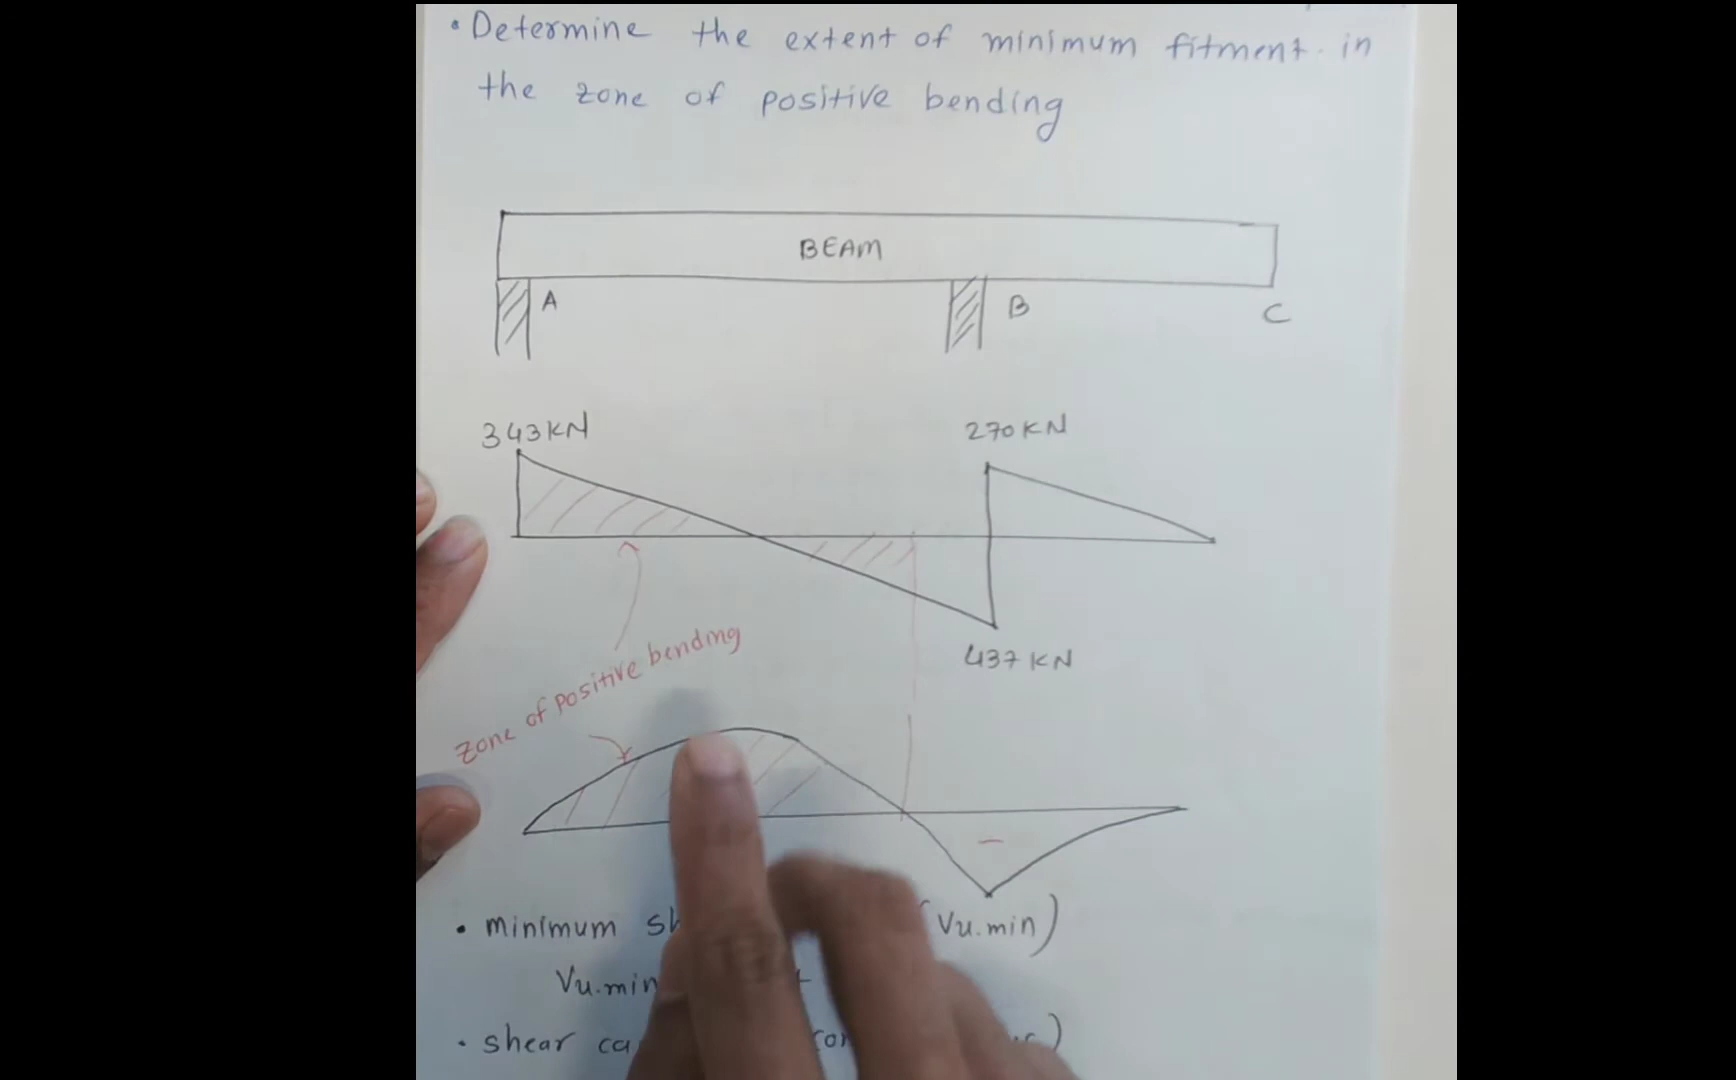 • Determine the extent of minimum fitment. in
the zone of positive bending
BEAM
A
B
C
343KN
270KN
437KN
zone of positive bending
• minimum (Vu.min)
Vu.min
• shear